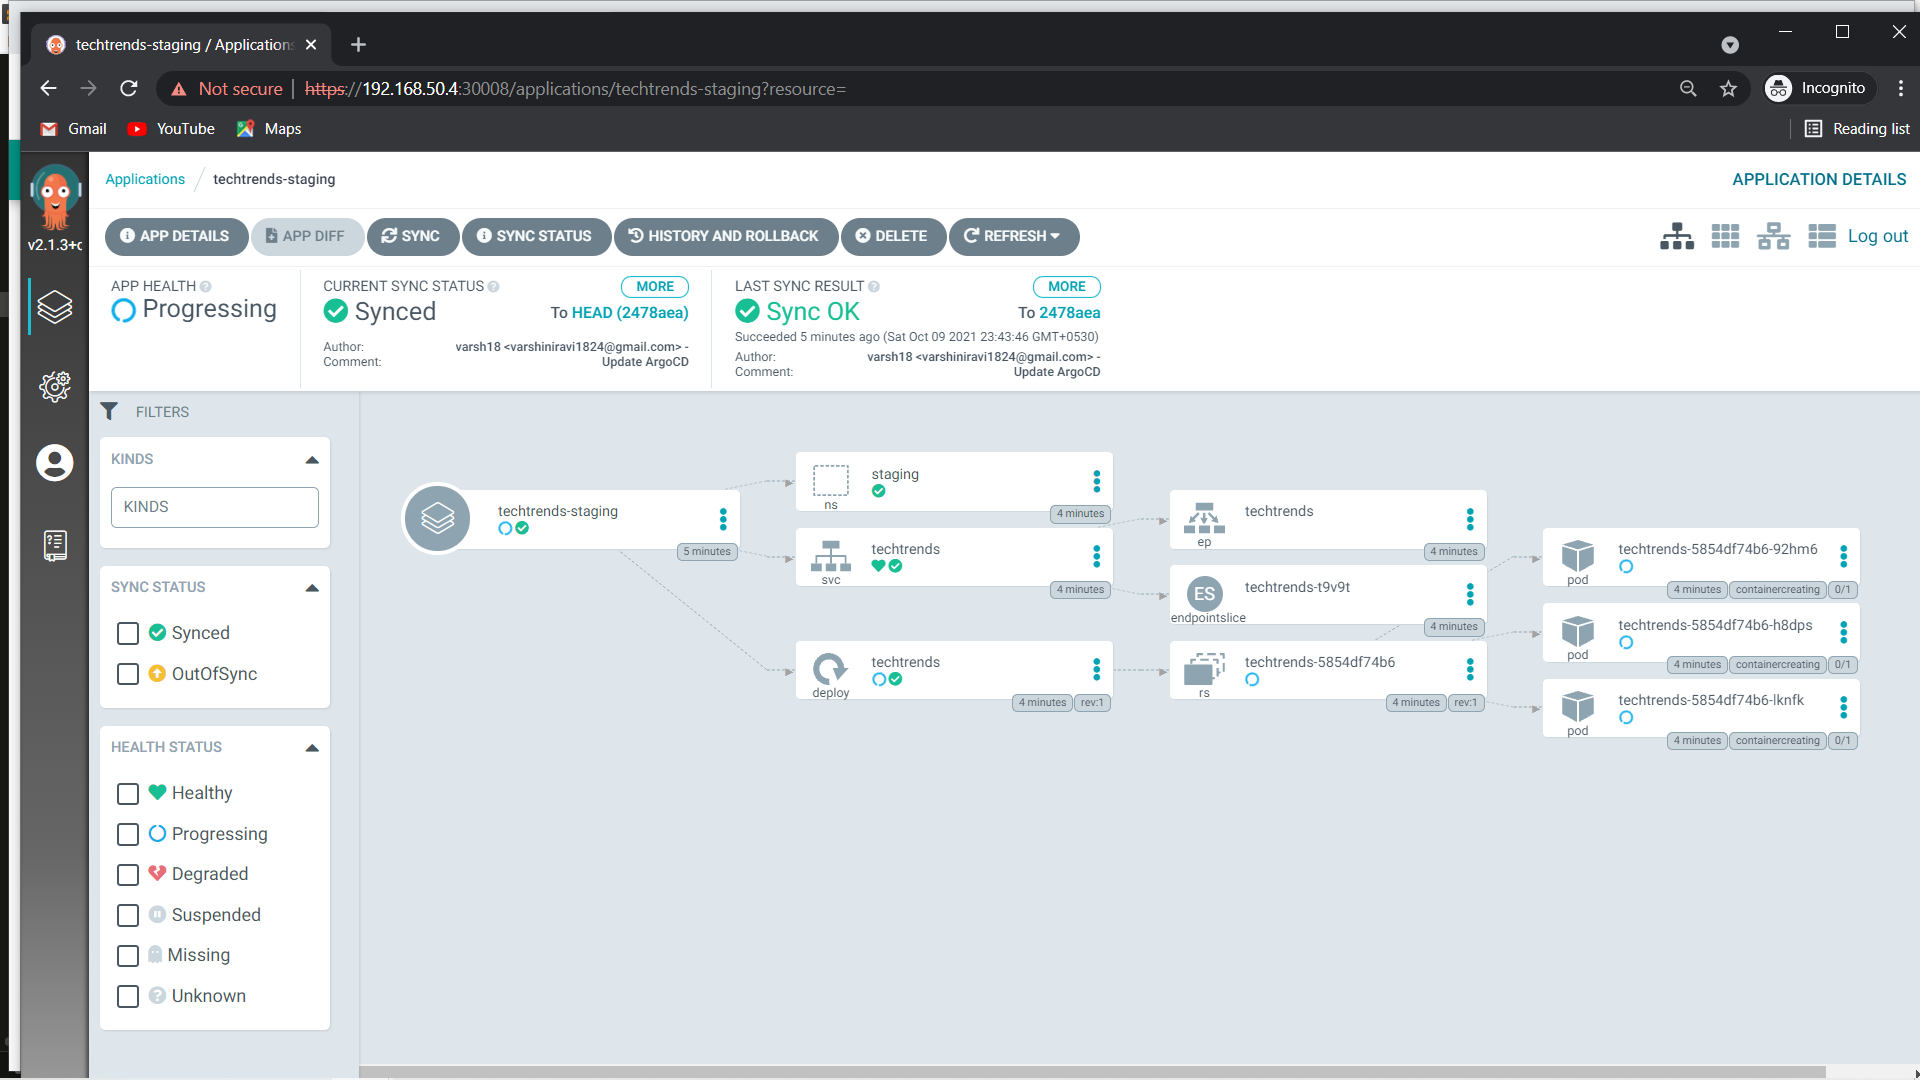 techtrends-staging / Applications
Not secure
https://192.168.50.4:30008/applications/techtrends-staging?resource=
Incognito
Gmail
YouTube
Maps
Reading list
v2.1.3+c
Applications
techtrends-staging
APPLICATION DETAILS
APP DETAILS
APP DIFF
SYNC
SYNC STATUS
HISTORY AND ROLLBACK
DELETE
REFRESH
Log out
APP HEALTH
Progressing
CURRENT SYNC STATUS
MORE
Synced
To HEAD (2478aea)
Author:
varsh18 <varshiniravi1824@gmail.com> -
Comment:
Update ArgoCD
LAST SYNC RESULT
MORE
Sync OK
To 2478aea
Succeeded 5 minutes ago (Sat Oct 09 2021 23:43:46 GMT+0530)
Author:
varsh18 <varshiniravi1824@gmail.com> -
Comment:
Update ArgoCD
FILTERS
KINDS
KINDS
SYNC STATUS
Synced
OutOfSync
HEALTH STATUS
Healthy
Progressing
Degraded
Suspended
Missing
Unknown
techtrends-staging
5 minutes
staging
ns
4 minutes
techtrends
svc
4 minutes
techtrends
deploy
4 minutes
rev:1
techtrends
ep
4 minutes
ES
techtrends-t9v9t
endpointslice
4 minutes
techtrends-5854df74b6
rs
4 minutes
rev:1
techtrends-5854df74b6-92hm6
pod
4 minutes
containercreating
0/1
techtrends-5854df74b6-h8dps
pod
4 minutes
containercreating
0/1
techtrends-5854df74b6-lknfk
pod
4 minutes
containercreating
0/1